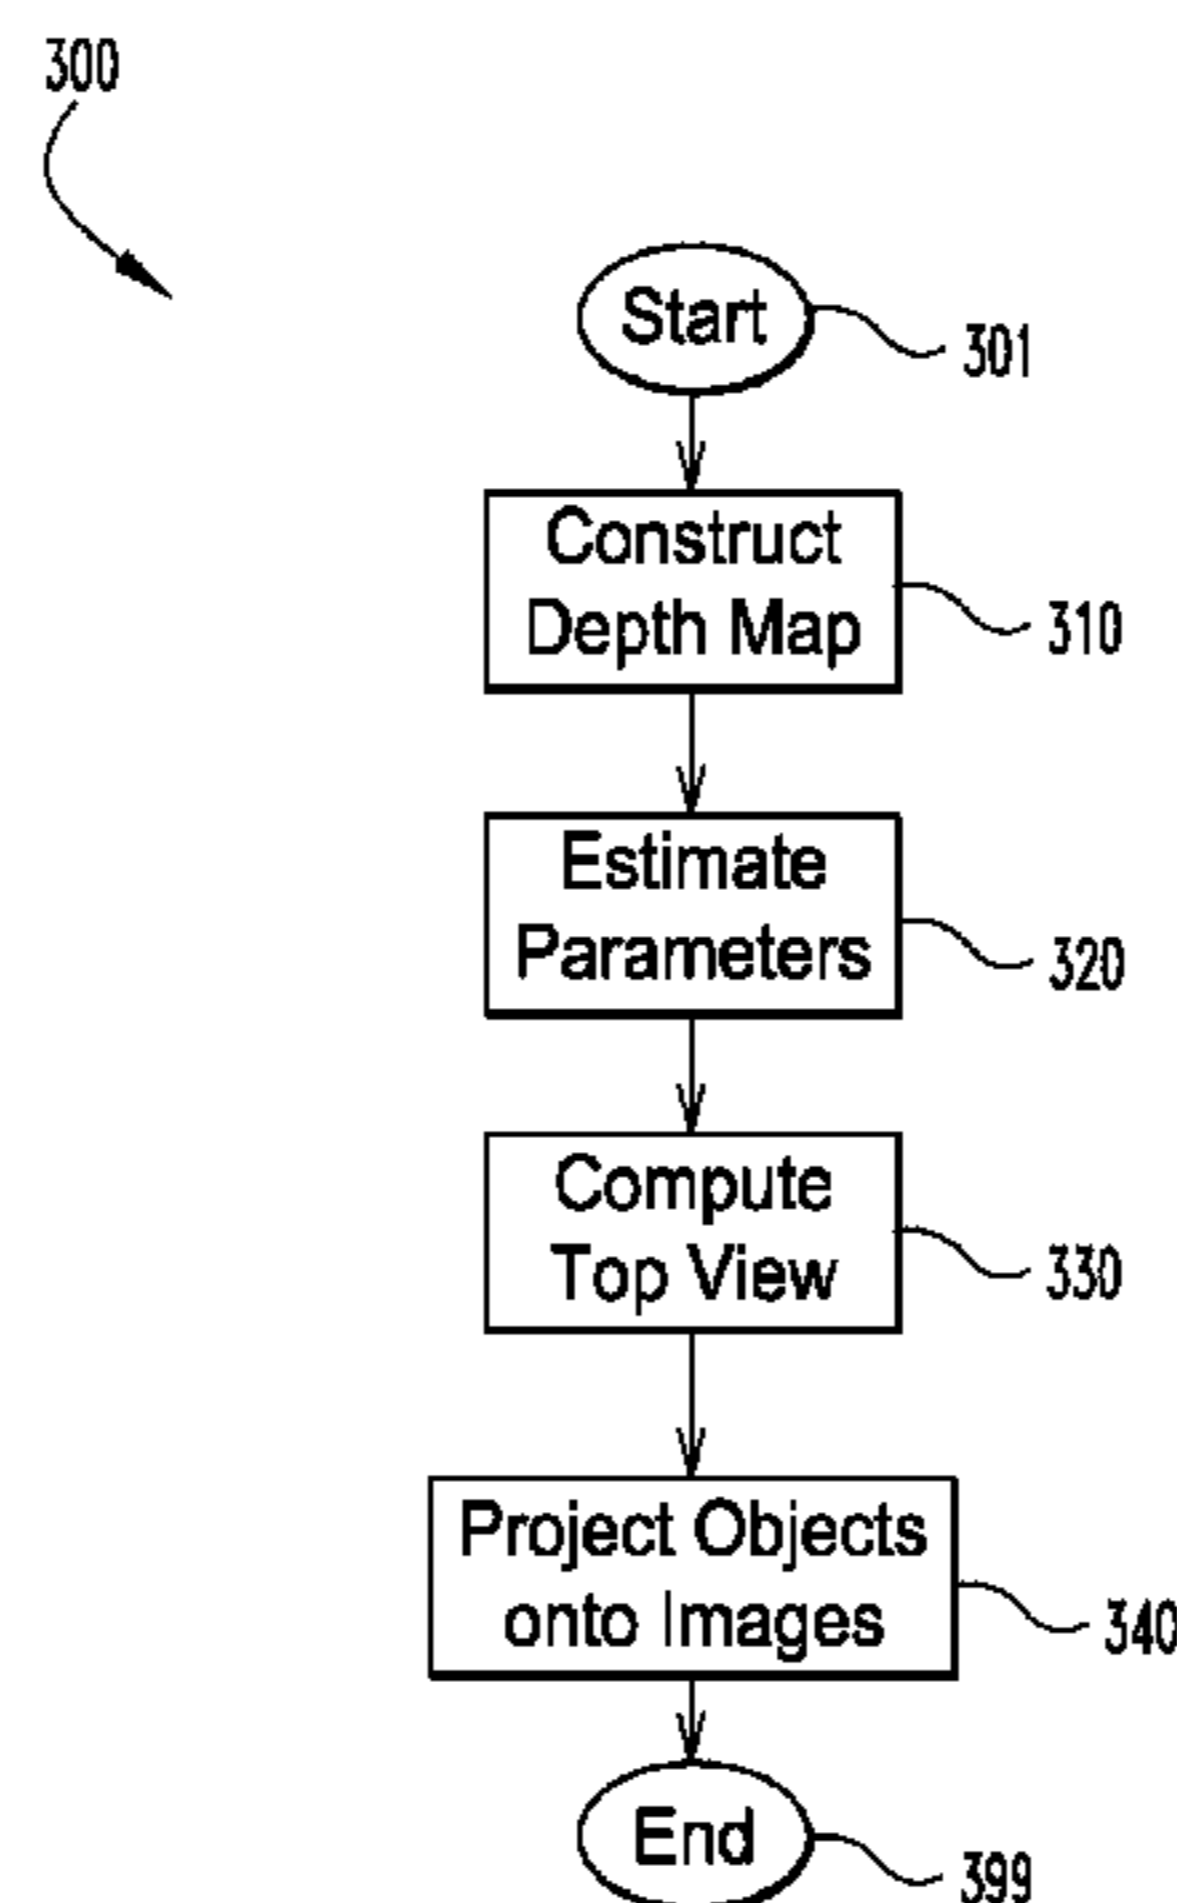 300
Start
301
Construct
Depth Map
310
Estimate
Parameters
320
Compute
Top View
330
Project Objects
onto Images
340
End
399